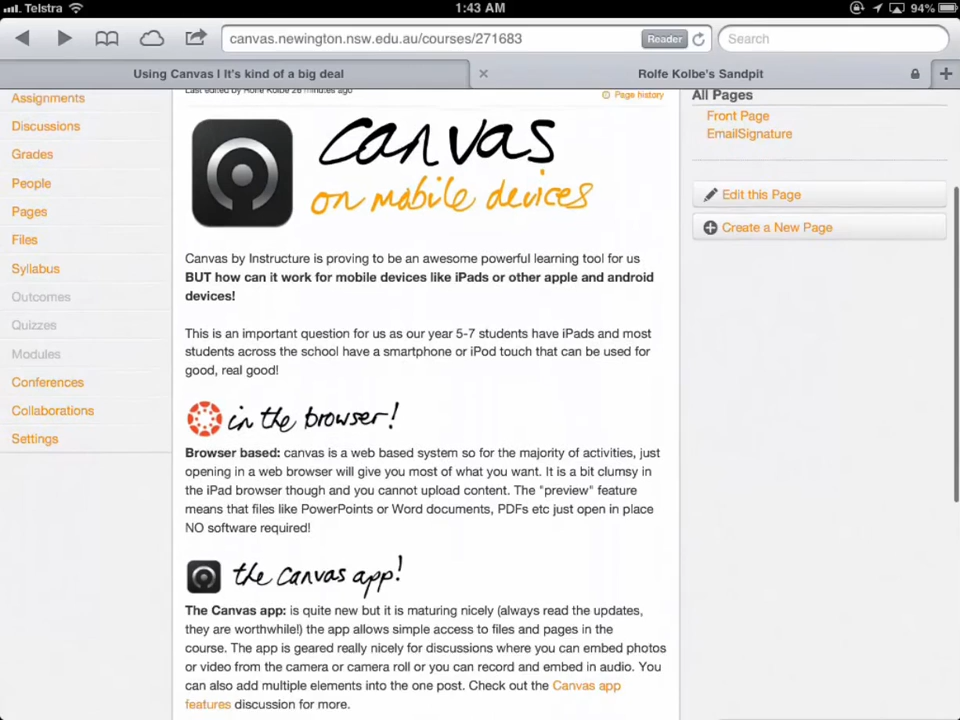 Telstra
1:43 AM
94%
canvas.newington.nsw.edu.au/courses/271683
Reader
Search
Using Canvas | It's kind of a big deal
Rolfe Kolbe's Sandpit
Assignments
Discussions
Grades
People
Pages
Files
Syllabus
Outcomes
Quizzes
Modules
Conferences
Collaborations
Settings
Last edited by Rolfe Kolbe 26 minutes ago
Page history
canvas
on mobile devices
Canvas by Instructure is proving to be an awesome powerful learning tool for us
BUT how can it work for mobile devices like iPads or other apple and android
devices!
This is an important question for us as our year 5-7 students have iPads and most
students across the school have a smartphone or iPod touch that can be used for
good, real good!
in the browser!
Browser based: canvas is a web based system so for the majority of activities, just
opening in a web browser will give you most of what you want. It is a bit clumsy in
the iPad browser though and you cannot upload content. The "preview" feature
means that files like PowerPoints or Word documents, PDFs etc just open in place
NO software required!
the canvas app!
The Canvas app: is quite new but it is maturing nicely (always read the updates,
they are worthwhile!) the app allows simple access to files and pages in the
course. The app is geared really nicely for discussions where you can embed photos
or video from the camera or camera roll or you can record and embed in audio. You
can also add multiple elements into the one post. Check out the Canvas app
features discussion for more.
All Pages
Front Page
EmailSignature
Edit this Page
Create a New Page